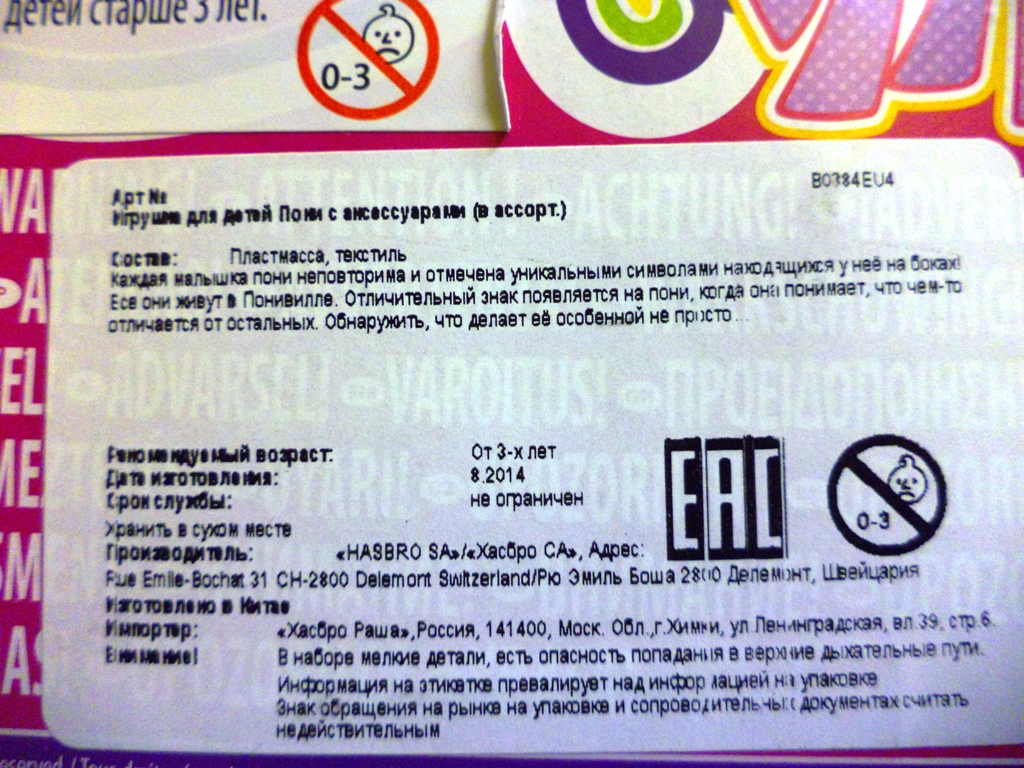 детей старше 3 лет.
0-3
B0384EU4
Арт №
Игрушка для детей Пони с аксессуарами (в ассорт.)
Состав: Пластмасса, текстиль
Каждая малышка пони неповторима и отмечена уникальными символами находящихся у неё на боках!
Все они живут в Понивилле. Отличительный знак появляется на пони, когда она понимает, что чем-то
отличается от остальных. Обнаружить, что делает её особенной не просто...
ADVARSEL! VAROITUS!
Рекомендуемый возраст: От 3-х лет
Дата изготовления: 8.2014
Срок службы: не ограничен
EAC
0-3
Хранить в сухом месте
Производитель: «HASBRO SA»/«Хасбро СА», Адрес:
Rue Emile-Bochat 31 CH-2800 Delemont Switzerland/Рю Эмиль Боша 2800 Делемонт, Швейцария
Изготовлено в Китае
Импортер: «Хасбро Раша»,Россия, 141400, Моск. Обл.,г.Химки, ул.Ленинградская, вл.39, стр.6.
Внимание! В наборе мелкие детали, есть опасность попадания в верхние дыхательные пути.
Информация на этикетке превалирует над информацией на упаковке
Знак обращения на рынке на упаковке и сопроводительных документах считать
недействительным